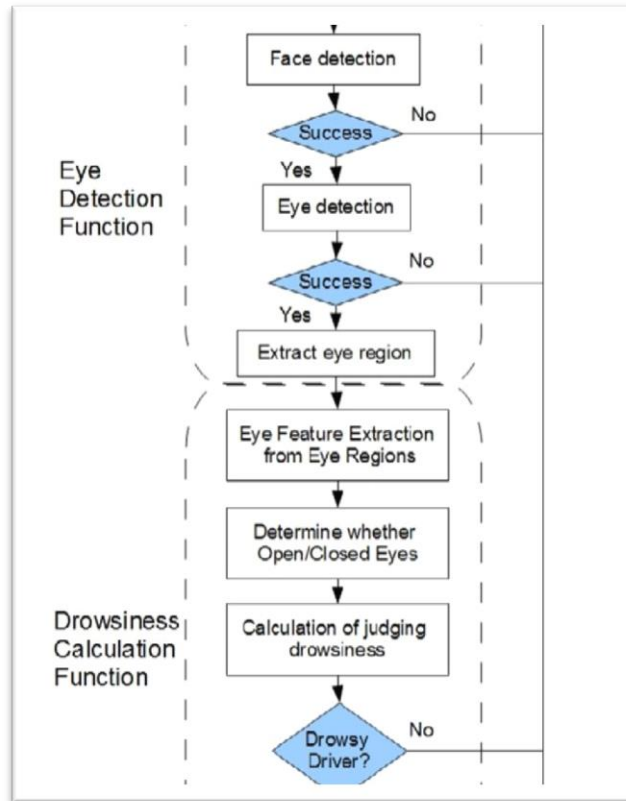 Face detection
No
Success
Yes
Eye
Detection
Function
Eye detection
No
Success
Yes
Extract eye region
Eye Feature Extraction
from Eye Regions
Determine whether
Open/Closed Eyes
Drowsiness
Calculation
Function
Calculation of judging
drowsiness
No
Drowsy
Driver?